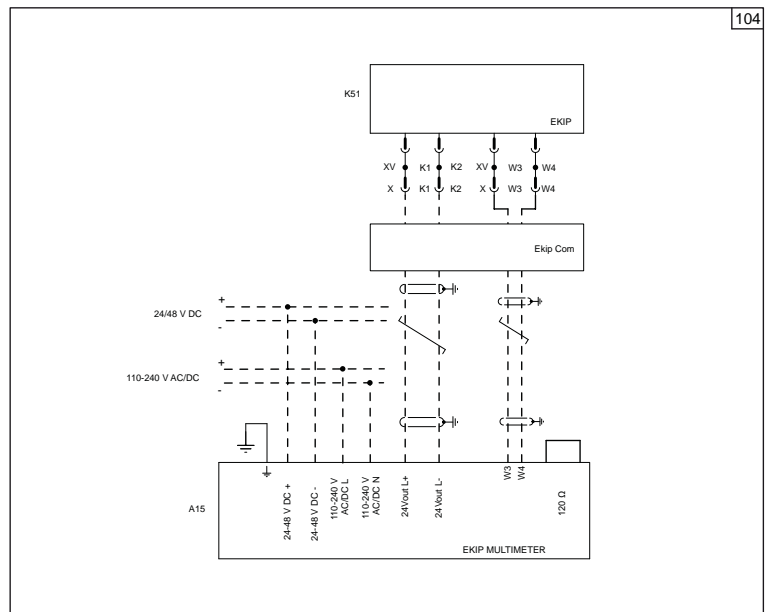 104
K51
EKIP
XV K1 K2 XV W3 W4
X K1 K2 X W3 W4
Ekip Com
+
24/48 V DC
-
+
110-240 V AC/DC
-
A15
24-48 V DC +
24-48 V DC -
110-240 V
AC/DC L
110-240 V
AC/DC N
24Vout L+
24Vout L-
W3
W4
120 Ω
EKIP MULTIMETER